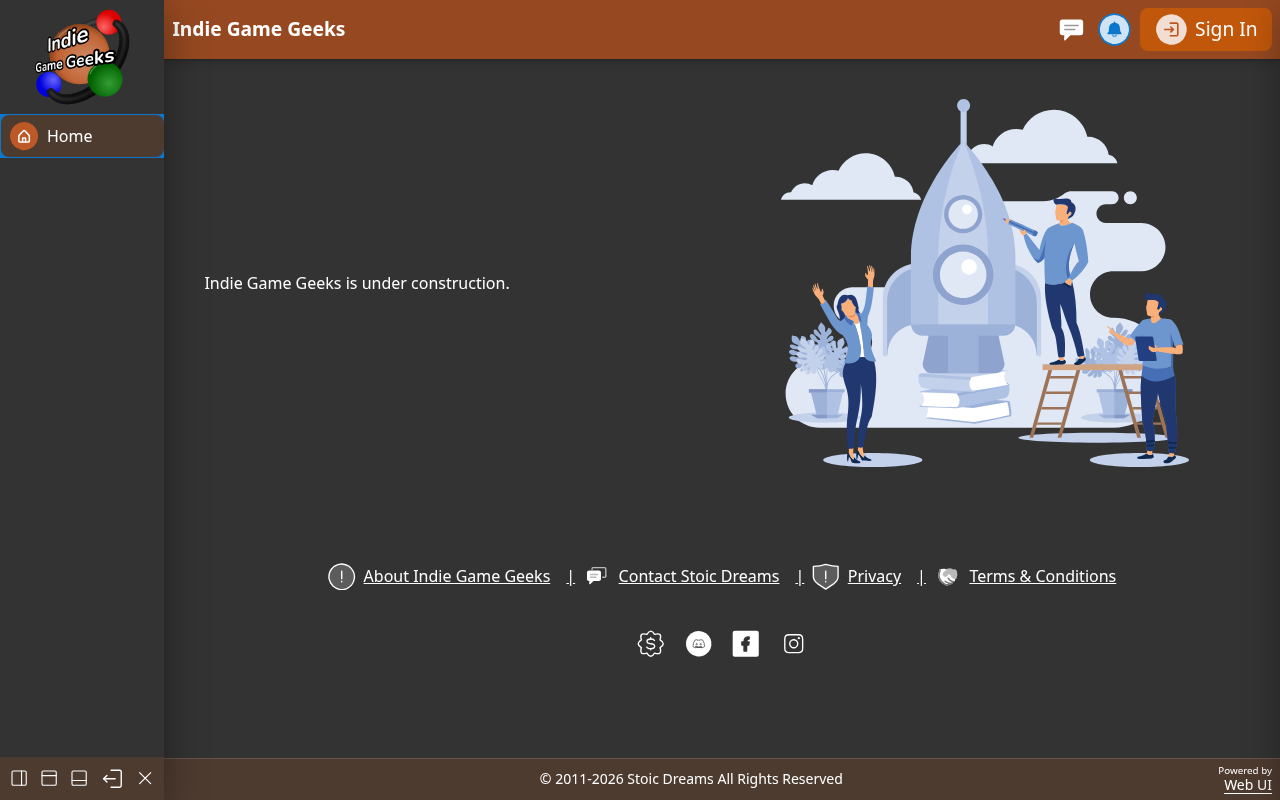 Indie
Game Geeks
Indie Game Geeks
Sign In
Home
Indie Game Geeks is under construction.
About Indie Game Geeks | Contact Stoic Dreams | Privacy | Terms & Conditions
© 2011-2026 Stoic Dreams All Rights Reserved
Powered by
Web UI